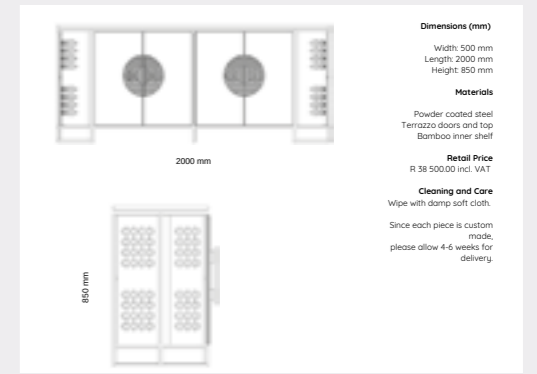 Dimensions (mm)
Width: 500 mm
Length: 2000 mm
Height: 850 mm
Materials
Powder coated steel
Terrazzo doors and top
Bamboo inner shelf
Retail Price
R 38 500.00 incl. VAT
Cleaning and Care
Wipe with damp soft cloth.
Since each piece is custom
made,
please allow 4-6 weeks for
delivery.
2000 mm
850 mm